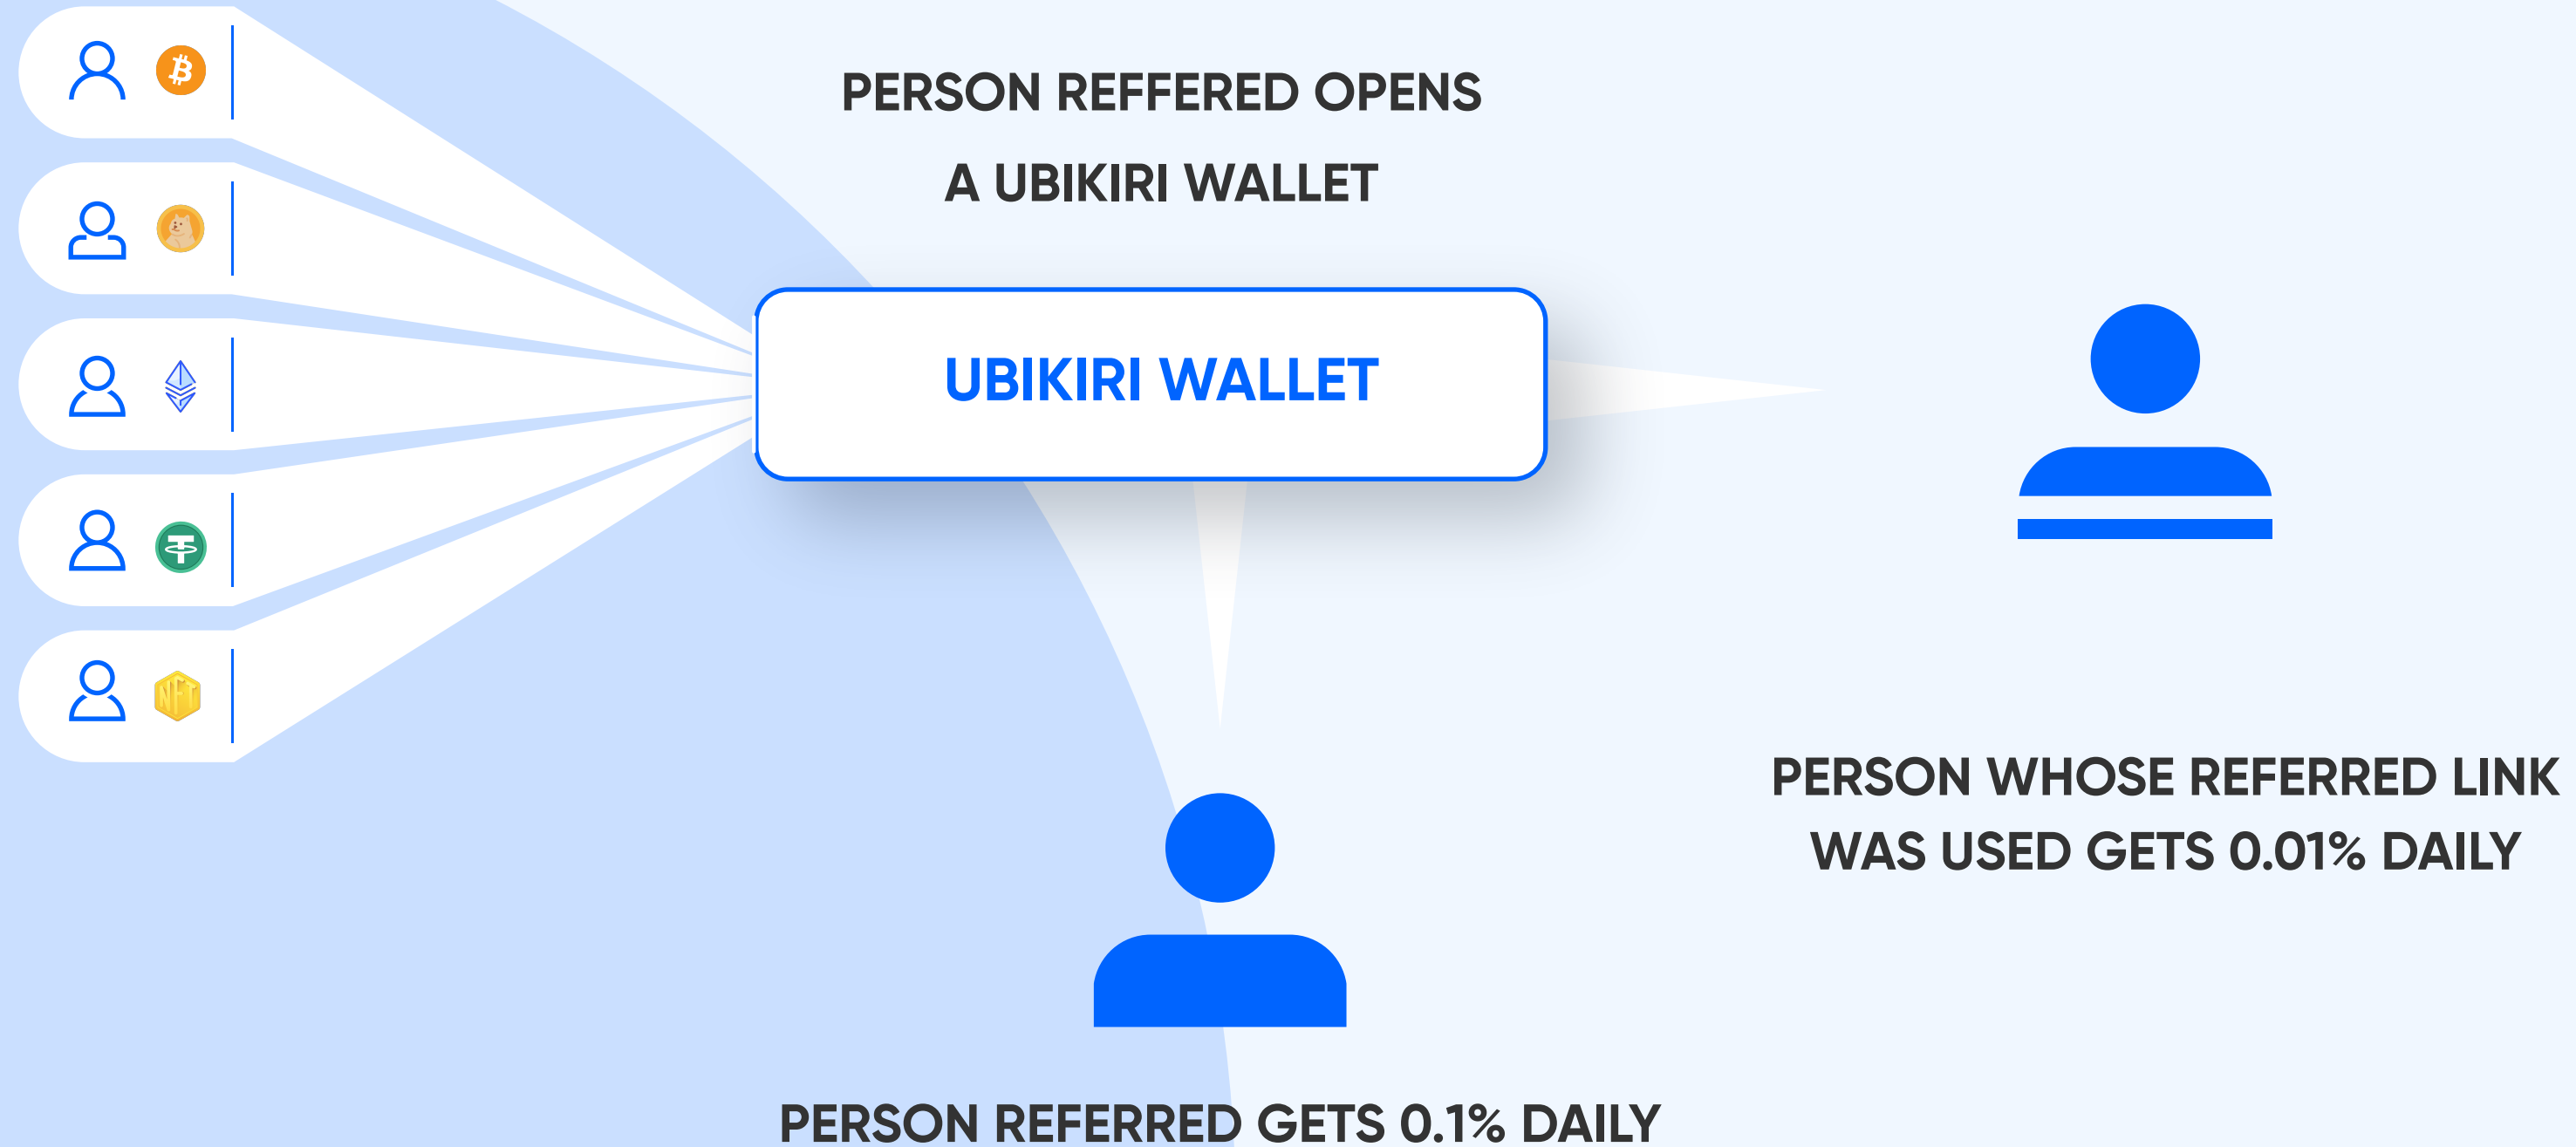 PERSON REFFERED OPENS
A UBIKIRI WALLET
UBIKIRI WALLET
NFT
PERSON WHOSE REFERRED LINK
WAS USED GETS 0.01% DAILY
PERSON REFERRED GETS 0.1% DAILY